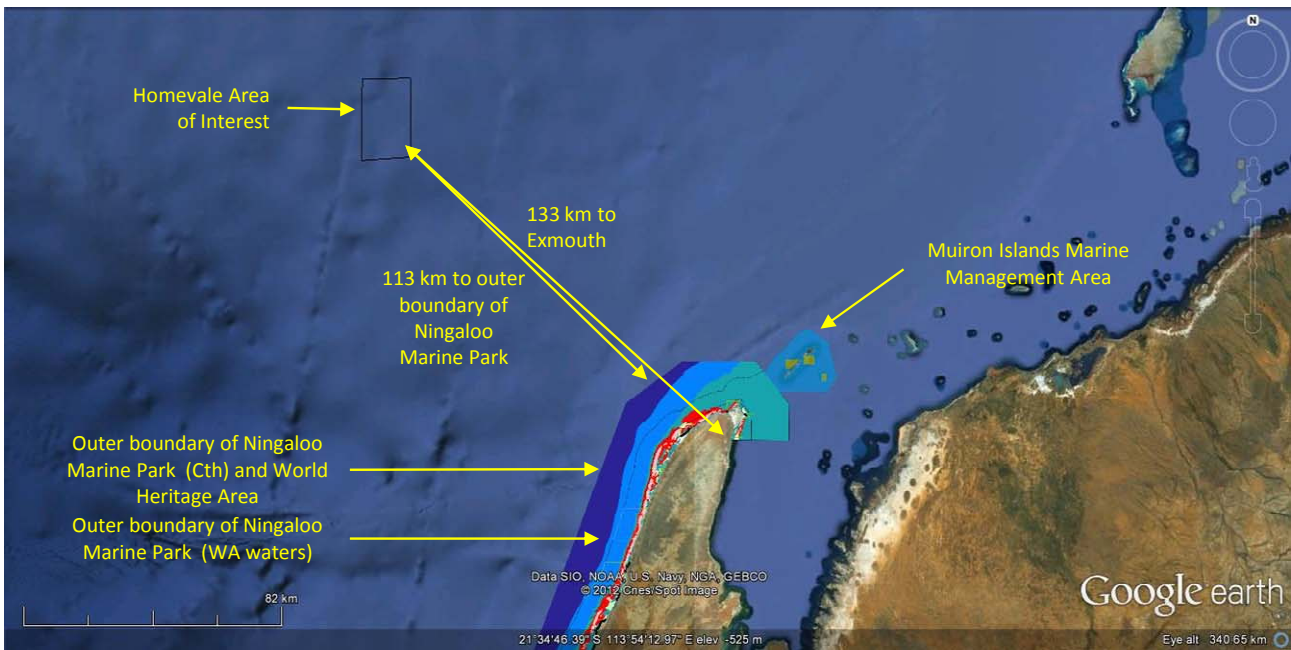 N
Homevale Area
of Interest
133 km to
Exmouth
Muiron Islands Marine
Management Area
113 km to outer
boundary of
Ningaloo
Marine Park
Outer boundary of Ningaloo
Marine Park (Cth) and World
Heritage Area
Outer boundary of Ningaloo
Marine Park (WA waters)
Data SIO, NOAA, U.S. Navy, NGA, GEBCO
© 2012 Cnes/Spot Image
Google earth
82 km
21°34'46 39" S 113°54'12.97" E elev -525 m
Eye alt 340 65 km